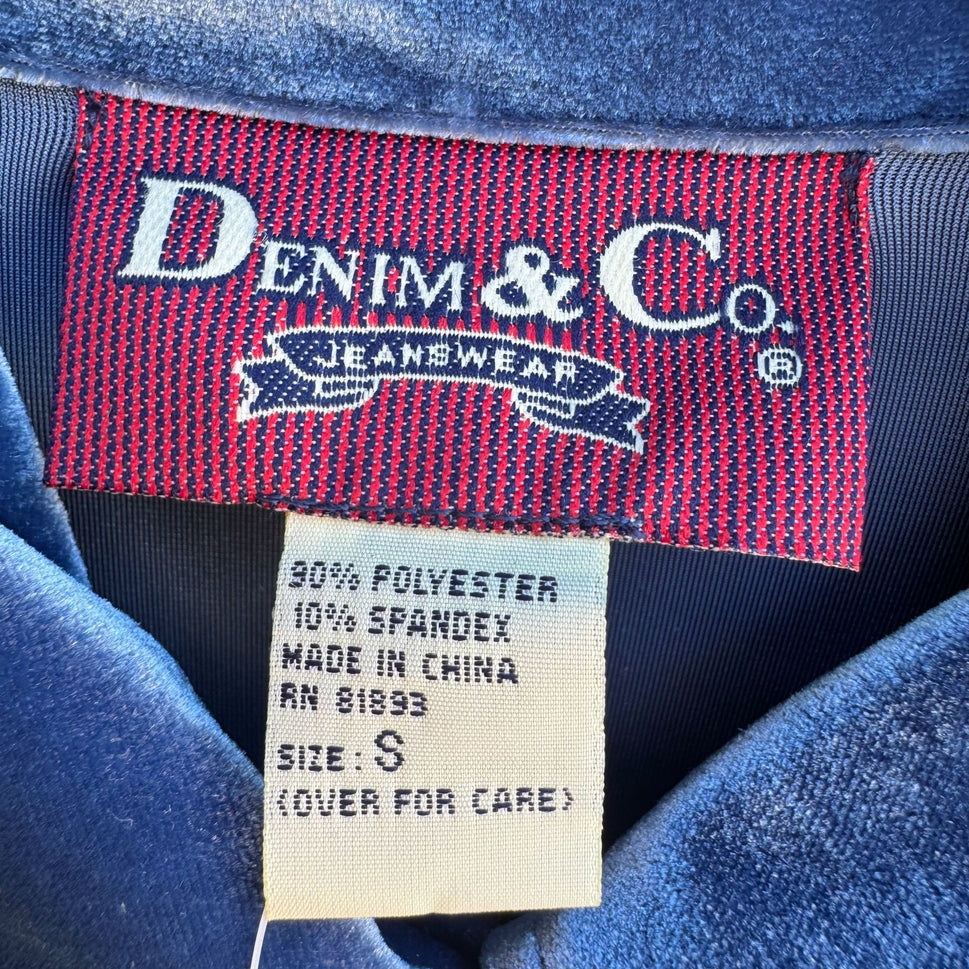 DENIM & CO.
JEANSWEAR
®
90% POLYESTER
10% SPANDEX
MADE IN CHINA
RN 81893
SIZE: S
(OVER FOR CARE)